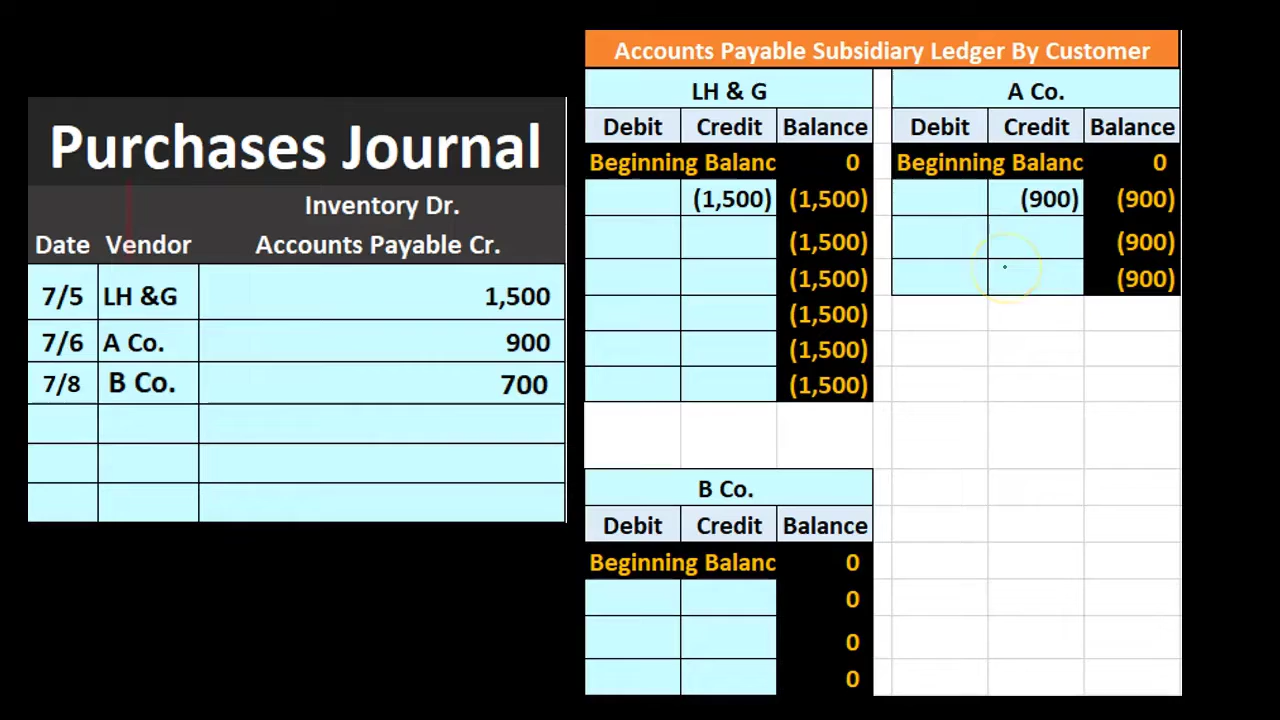 Purchases Journal
Inventory Dr.
Date Vendor Accounts Payable Cr.
7/5 LH &G 1,500
7/6 A Co. 900
7/8 B Co. 700
Accounts Payable Subsidiary Ledger By Customer
LH & G
Debit Credit Balance
Beginning Balanc 0
(1,500) (1,500)
(1,500)
(1,500)
(1,500)
(1,500)
(1,500)
A Co.
Debit Credit Balance
Beginning Balanc 0
(900) (900)
(900)
(900)
B Co.
Debit Credit Balance
Beginning Balanc 0
0
0
0